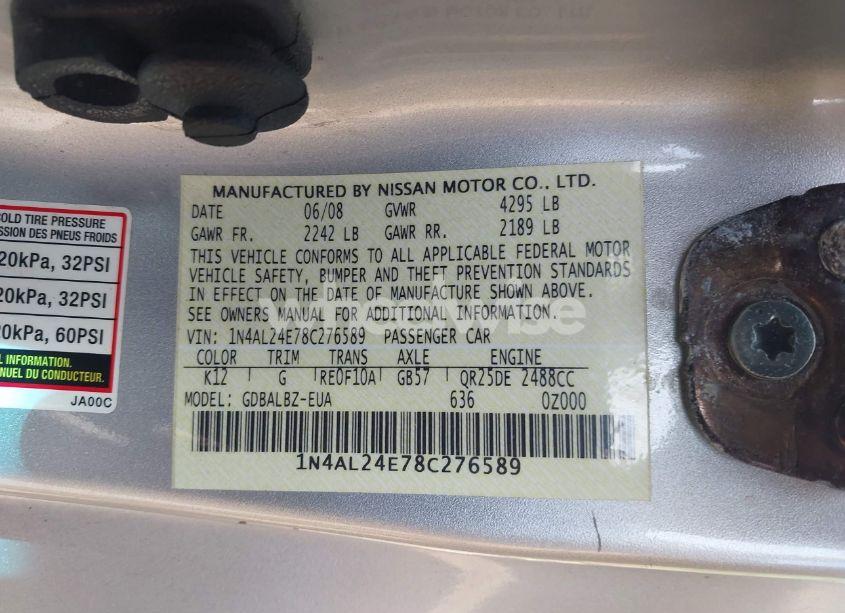 MANUFACTURED BY NISSAN MOTOR CO., LTD.
DATE 06/08 GVWR 4295 LB
GAWR FR. 2242 LB GAWR RR. 2189 LB
THIS VEHICLE CONFORMS TO ALL APPLICABLE FEDERAL MOTOR
VEHICLE SAFETY, BUMPER AND THEFT PREVENTION STANDARDS
IN EFFECT ON THE DATE OF MANUFACTURE SHOWN ABOVE.
SEE OWNERS MANUAL FOR ADDITIONAL INFORMATION.
VIN: 1N4AL24E78C276589 PASSENGER CAR
COLOR TRIM TRANS AXLE ENGINE
K12 G RE0F10A GB57 QR25DE 2488CC
MODEL: GDBALBZ-EUA 636 0Z000
1N4AL24E78C276589
COLD TIRE PRESSURE
DES PNEUS FROIDS
20kPa, 32PSI
20kPa, 32PSI
0kPa, 60PSI
INFORMATION.
DU CONDUCTEUR.
JA00C